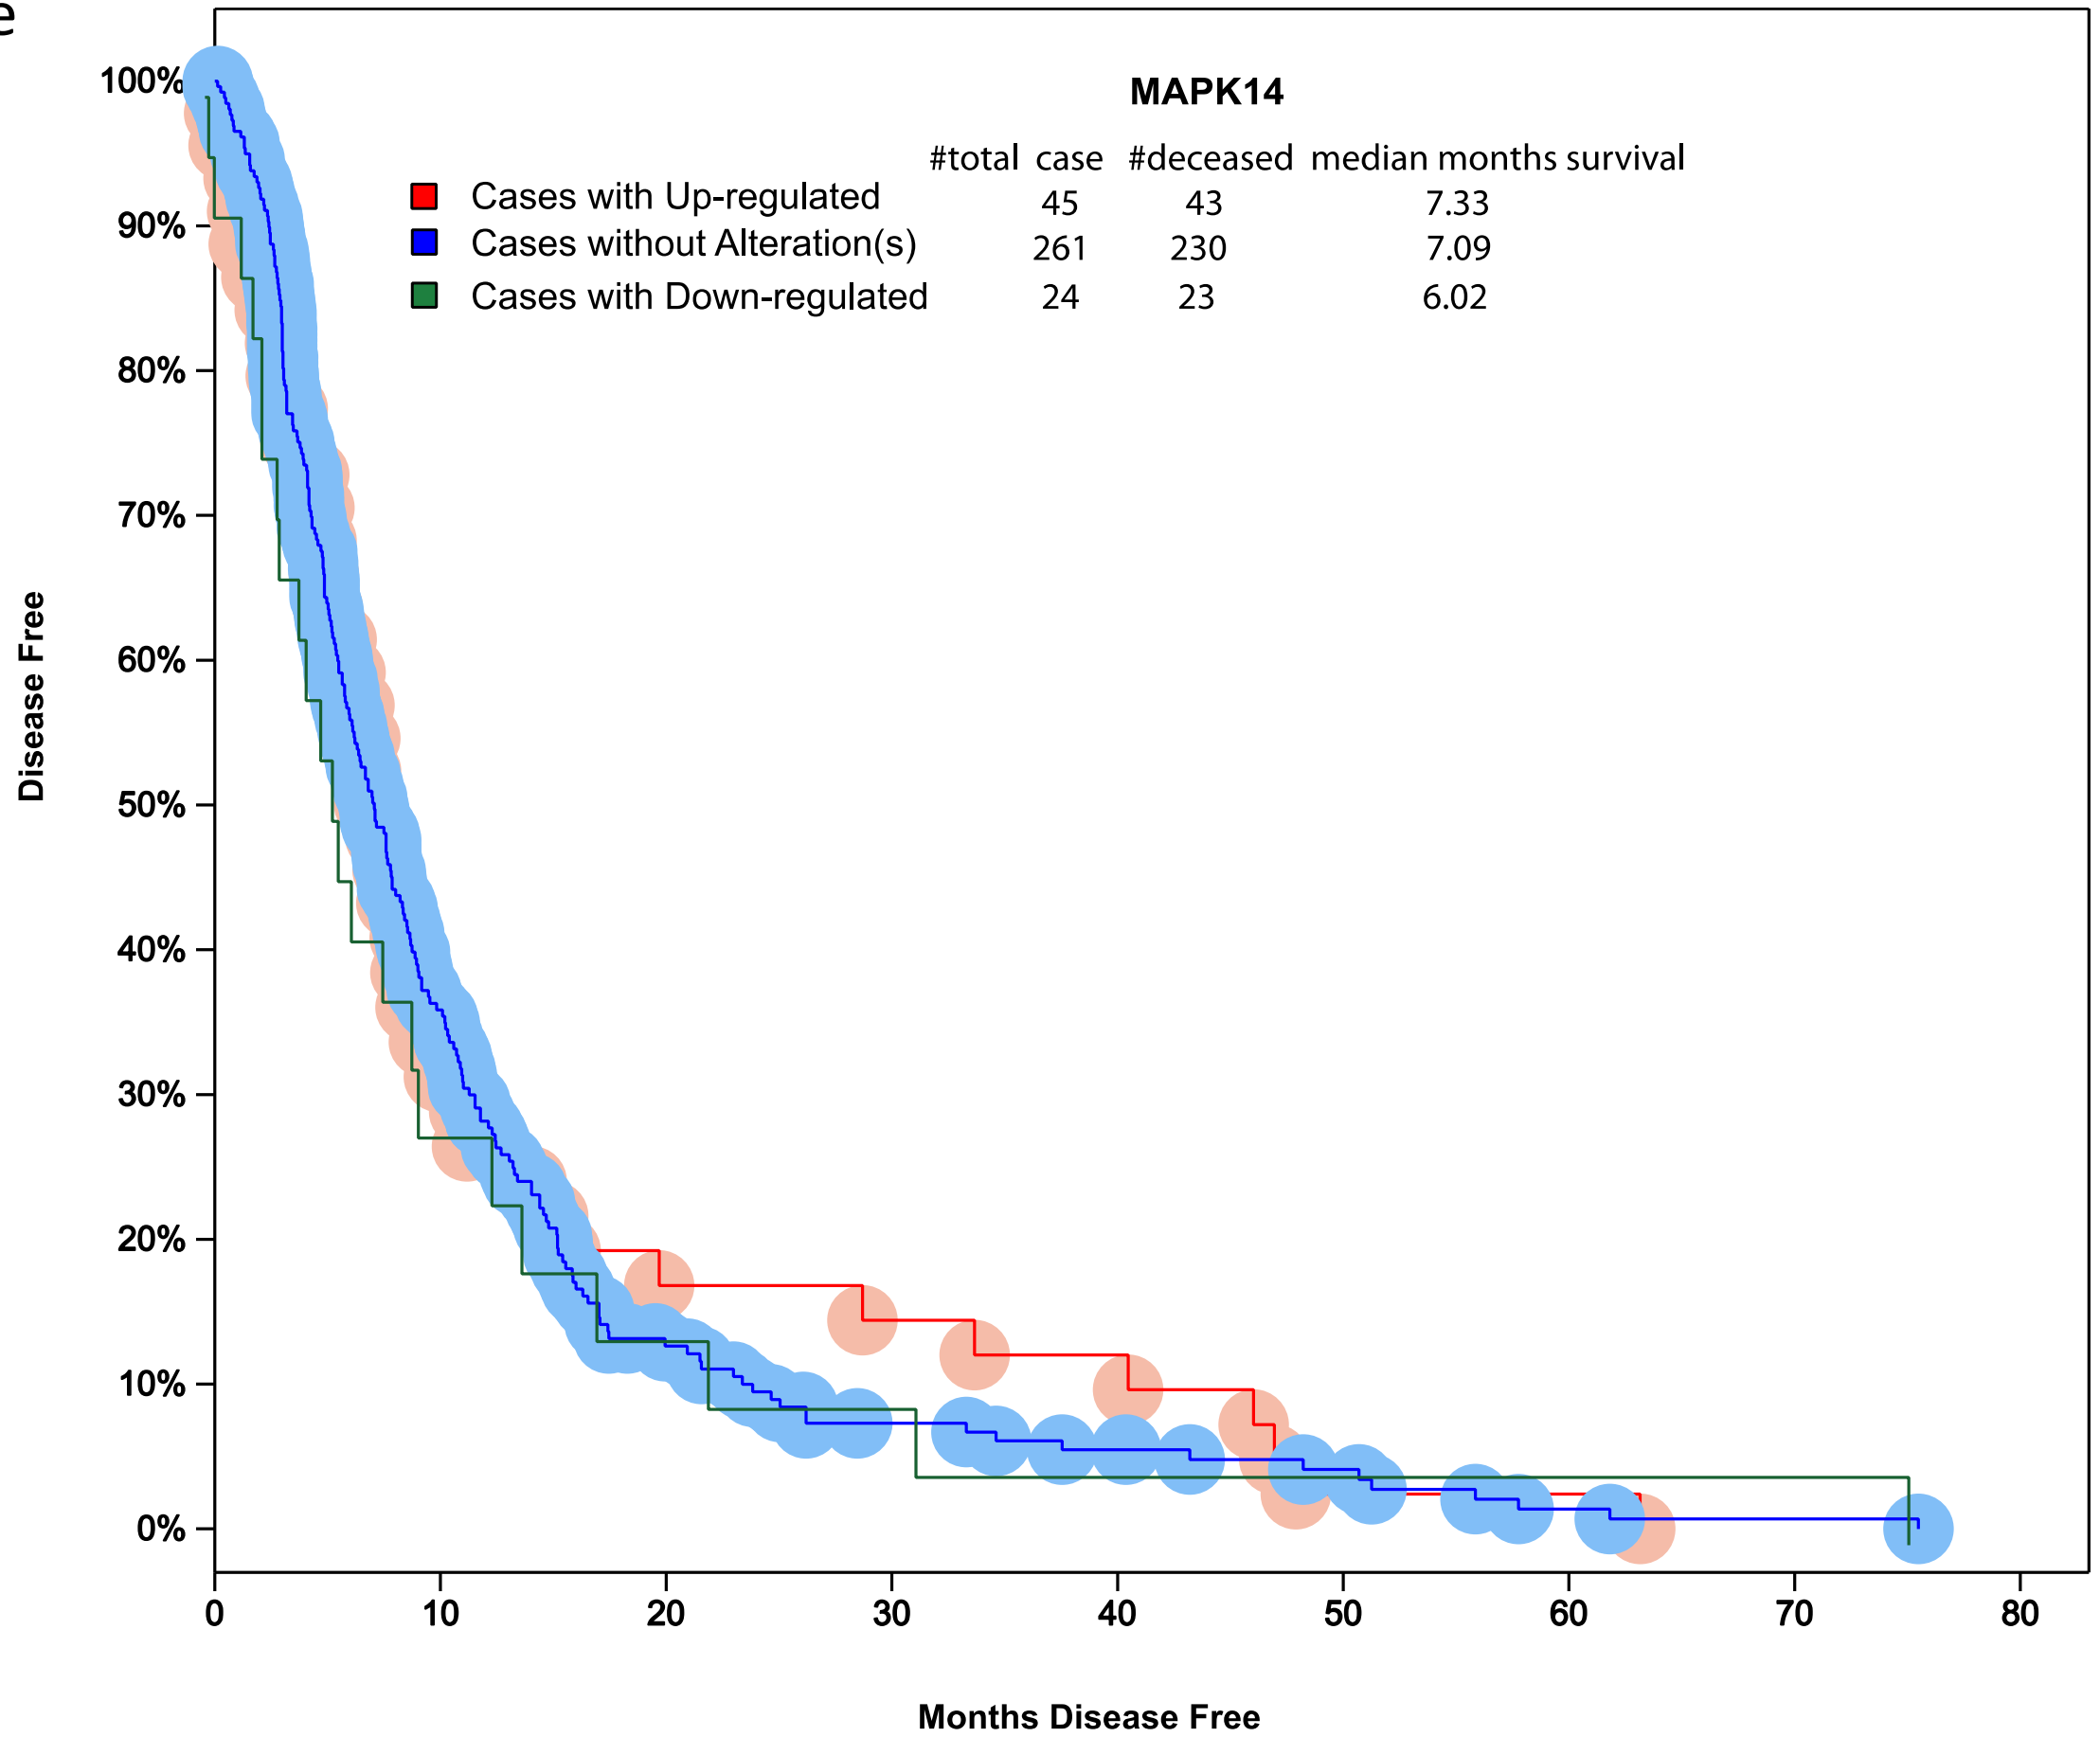 e
MAPK14
#total case #deceased median months survival
Cases with Up-regulated 45 43 7.33
Cases without Alteration(s) 261 230 7.09
Cases with Down-regulated 24 23 6.02
100%
90%
80%
70%
60%
50%
40%
30%
20%
10%
0%
Disease Free
0 10 20 30 40 50 60 70 80
Months Disease Free